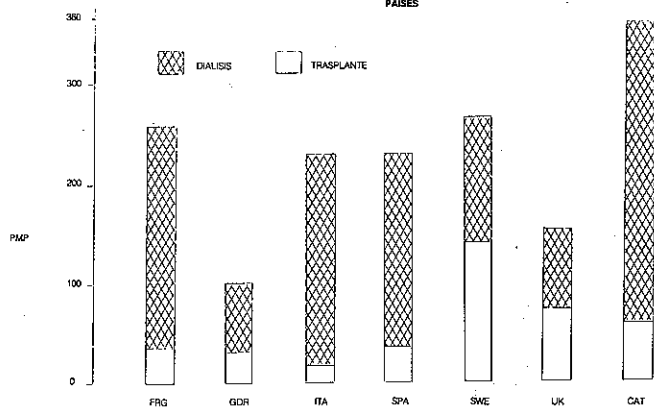 PAISES
350
DIALISIS
TRASPLANTE
300
200
PMP
100
0
FRG GDR ITA SPA SWE UK CAT